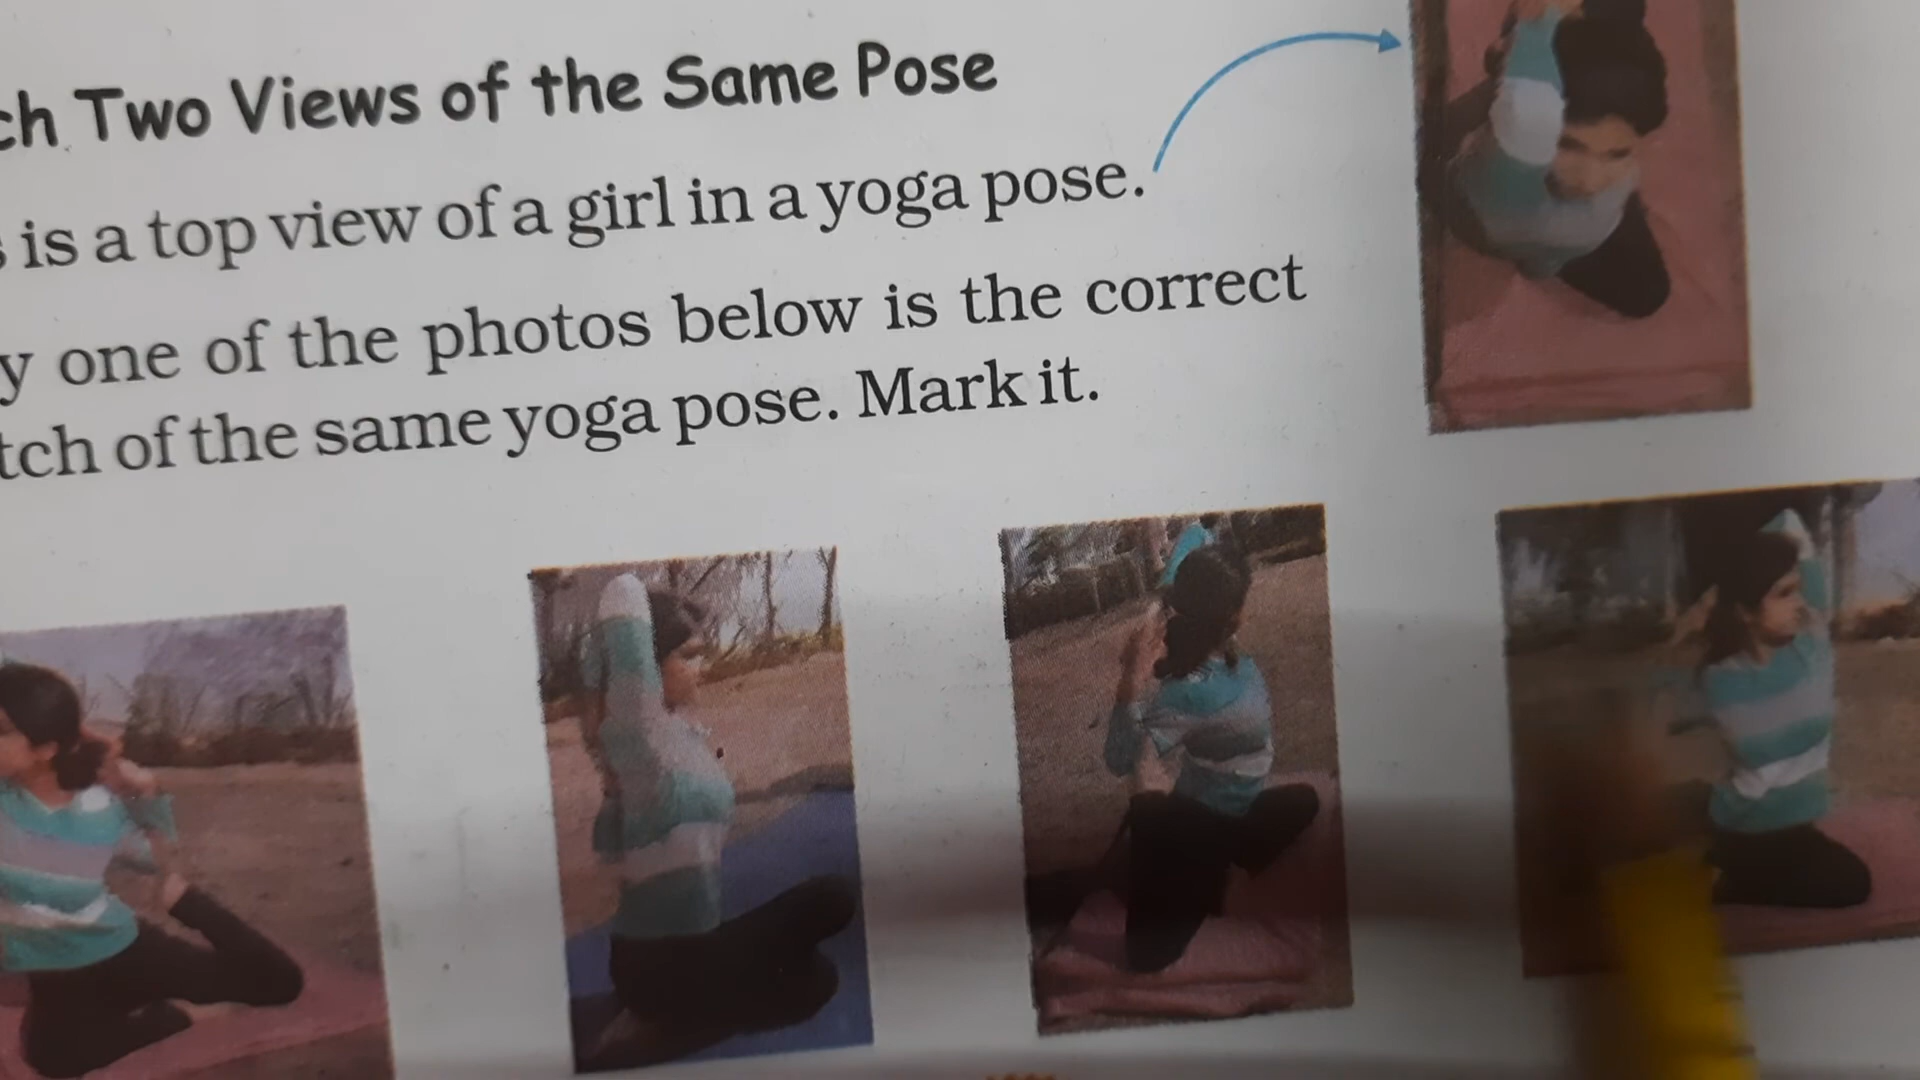 ch Two Views of the Same Pose
s is a top view of a girl in a yoga pose.
y one of the photos below is the correct
tch of the same yoga pose. Mark it.